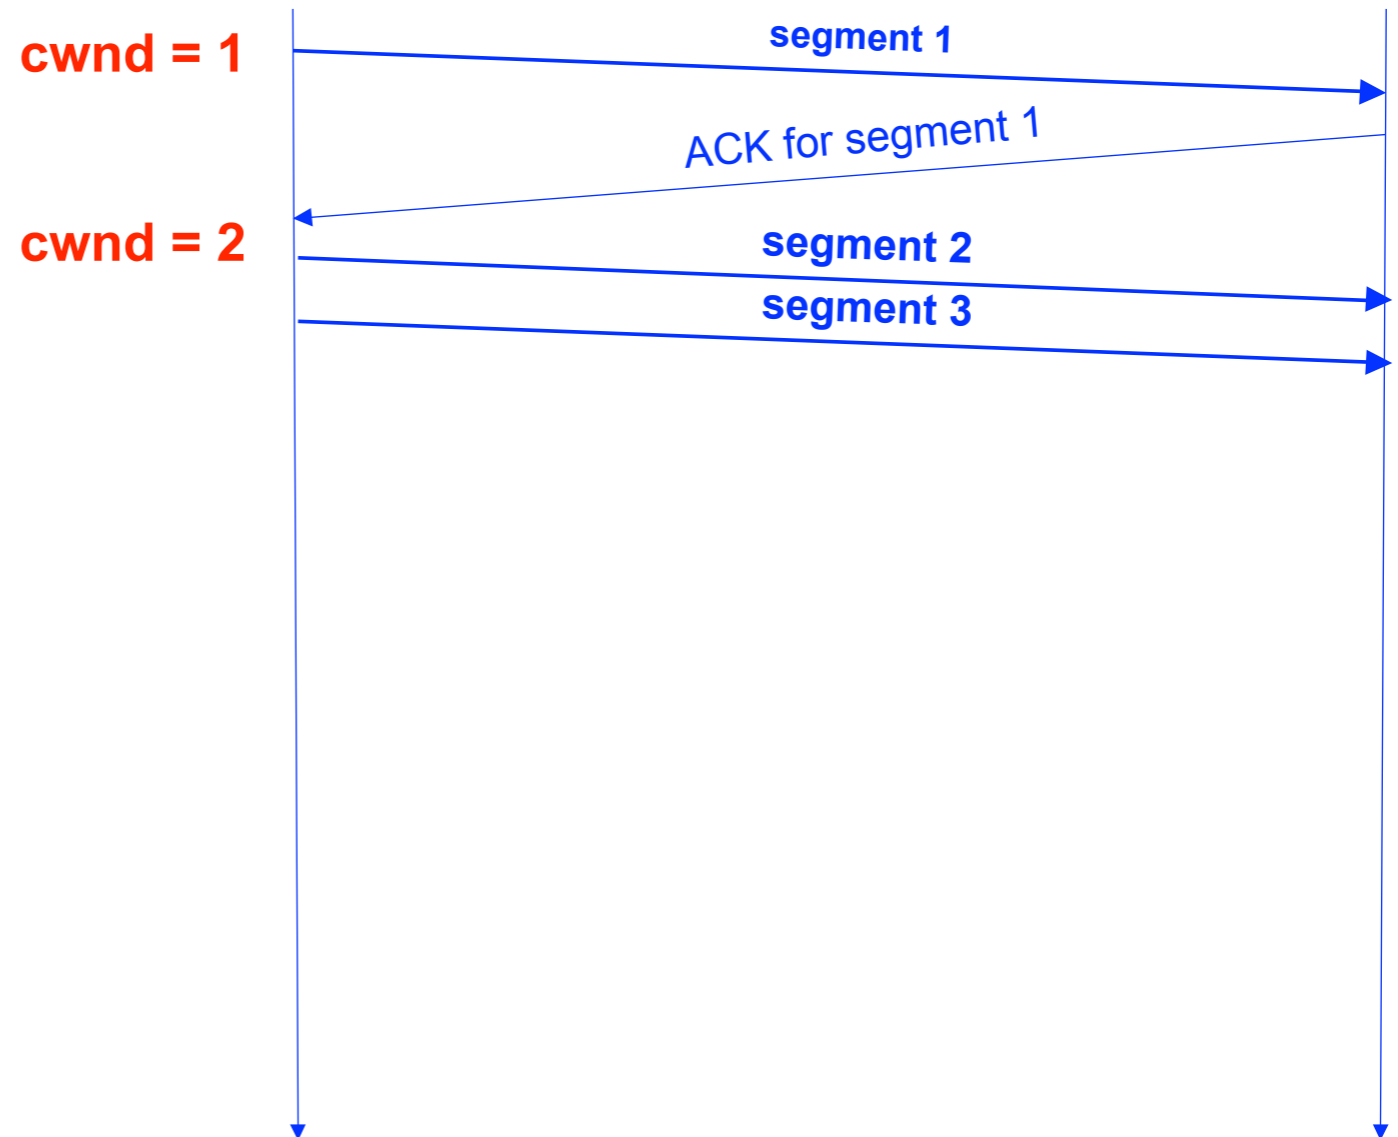 cwnd = 1
segment 1
ACK for segment 1
cwnd = 2
segment 2
segment 3